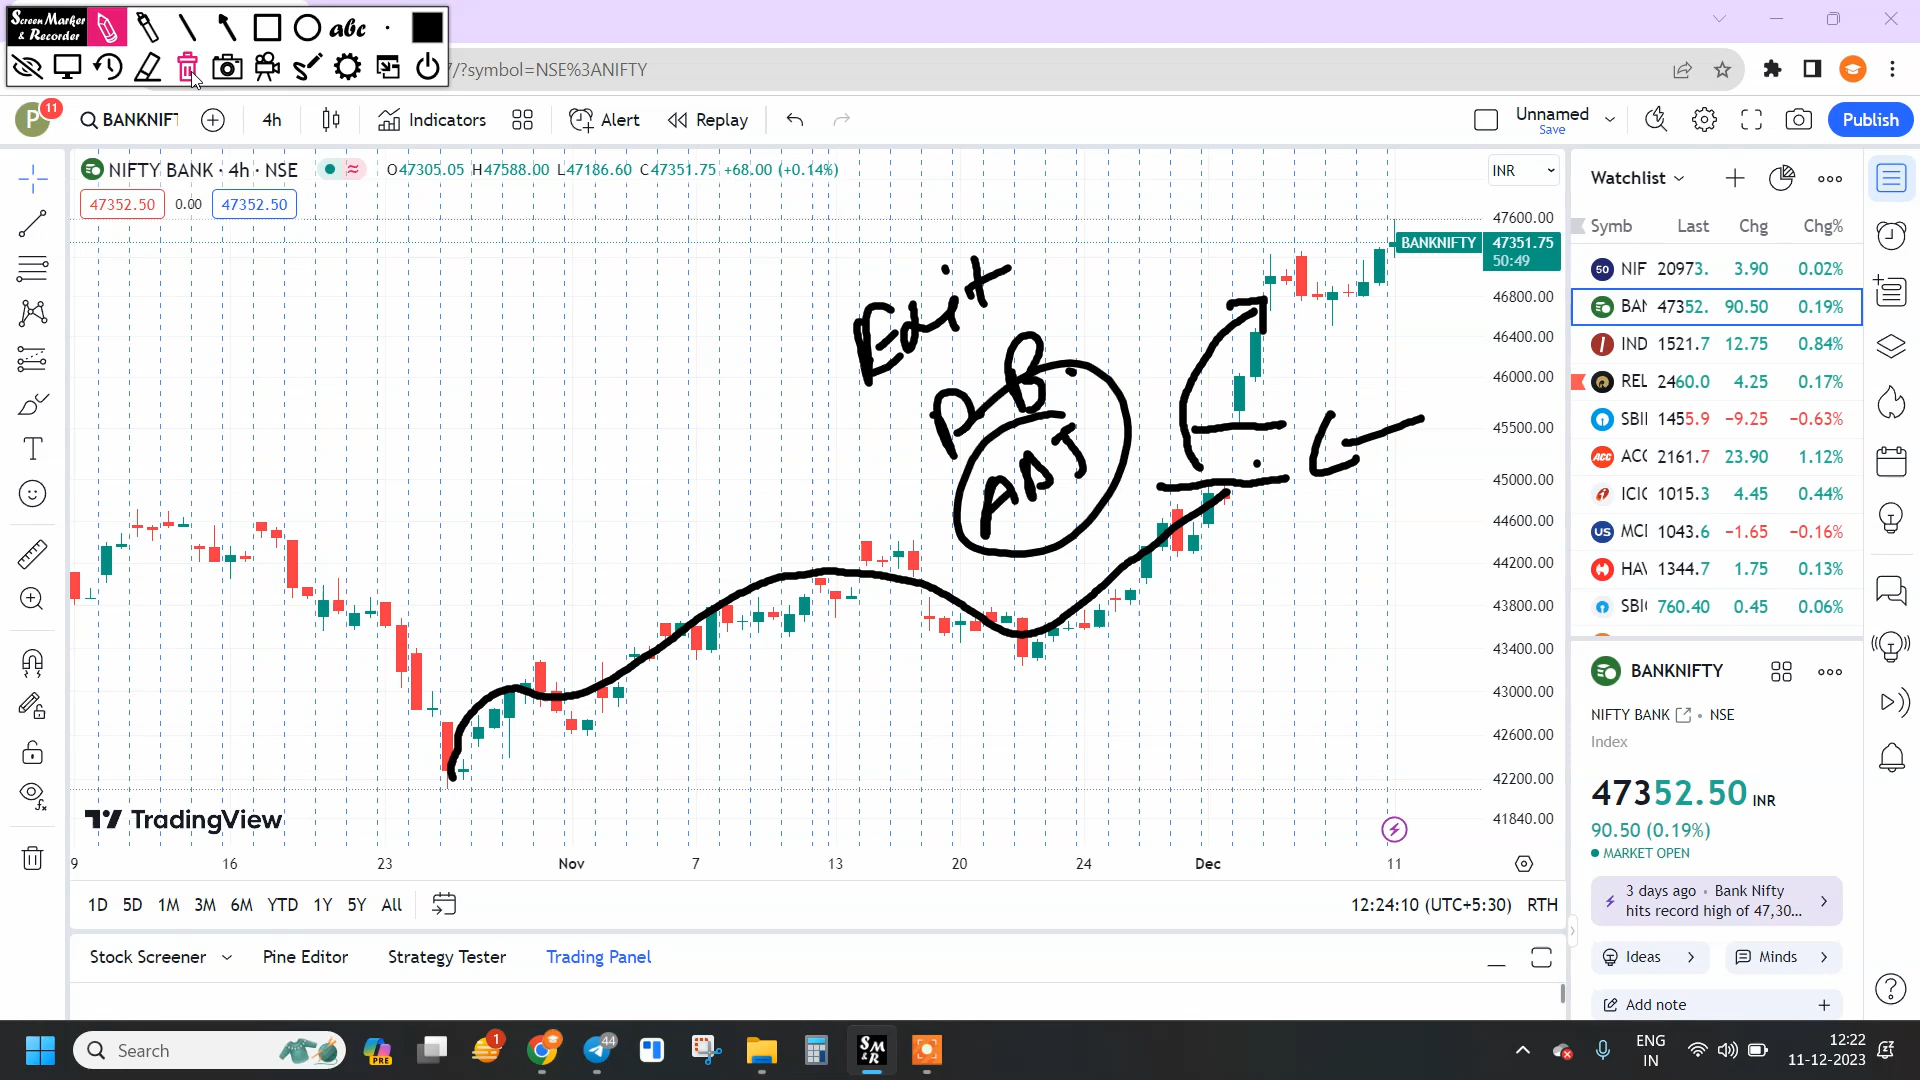 Screen Marker
& Recorder
abc
7/?symbol=NSE%3ANIFTY
P
11
BANKNIFT
4h
Indicators
Alert
Replay
Unnamed
Save
Publish
NIFTY BANK · 4h · NSE
O47305.05 H47588.00 L47186.60 C47351.75 +68.00 (+0.14%)
INR
47352.50
0.00
47352.50
47600.00
BANKNIFTY
47351.75
50:49
46800.00
46400.00
46000.00
45500.00
45000.00
44600.00
44200.00
43800.00
43400.00
43000.00
42600.00
42200.00
41840.00
P B.
TradingView
9
16
23
Nov
7
13
20
24
Dec
11
1D
5D
1M
3M
6M
YTD
1Y
5Y
All
12:24:10 (UTC+5:30)
RTH
Stock Screener
Pine Editor
Strategy Tester
Trading Panel
Watchlist
Symb Last Chg Chg%
50 NIF 20973. 3.90 0.02%
BAN 47352. 90.50 0.19%
IND 1521.7 12.75 0.84%
REL 2460.0 4.25 0.17%
SBI 1455.9 −9.25 −0.63%
ACC 2161.7 23.90 1.12%
ICIC 1015.3 4.45 0.44%
US MCI 1043.6 −1.65 −0.16%
HAV 1344.7 1.75 0.13%
SBI 760.40 0.45 0.06%
BANKNIFTY
NIFTY BANK • NSE
Index
47352.50 INR
90.50 (0.19%)
MARKET OPEN
3 days ago • Bank Nifty
hits record high of 47,30...
Ideas
Minds
Add note
Search
PRE
1
44
SM
&R
ENG
IN
12:22
11-12-2023